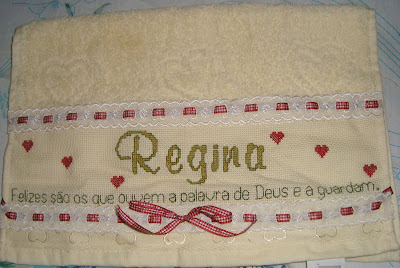 Regina
Felizes são os que ouvem a palavra de Deus e á guardam.